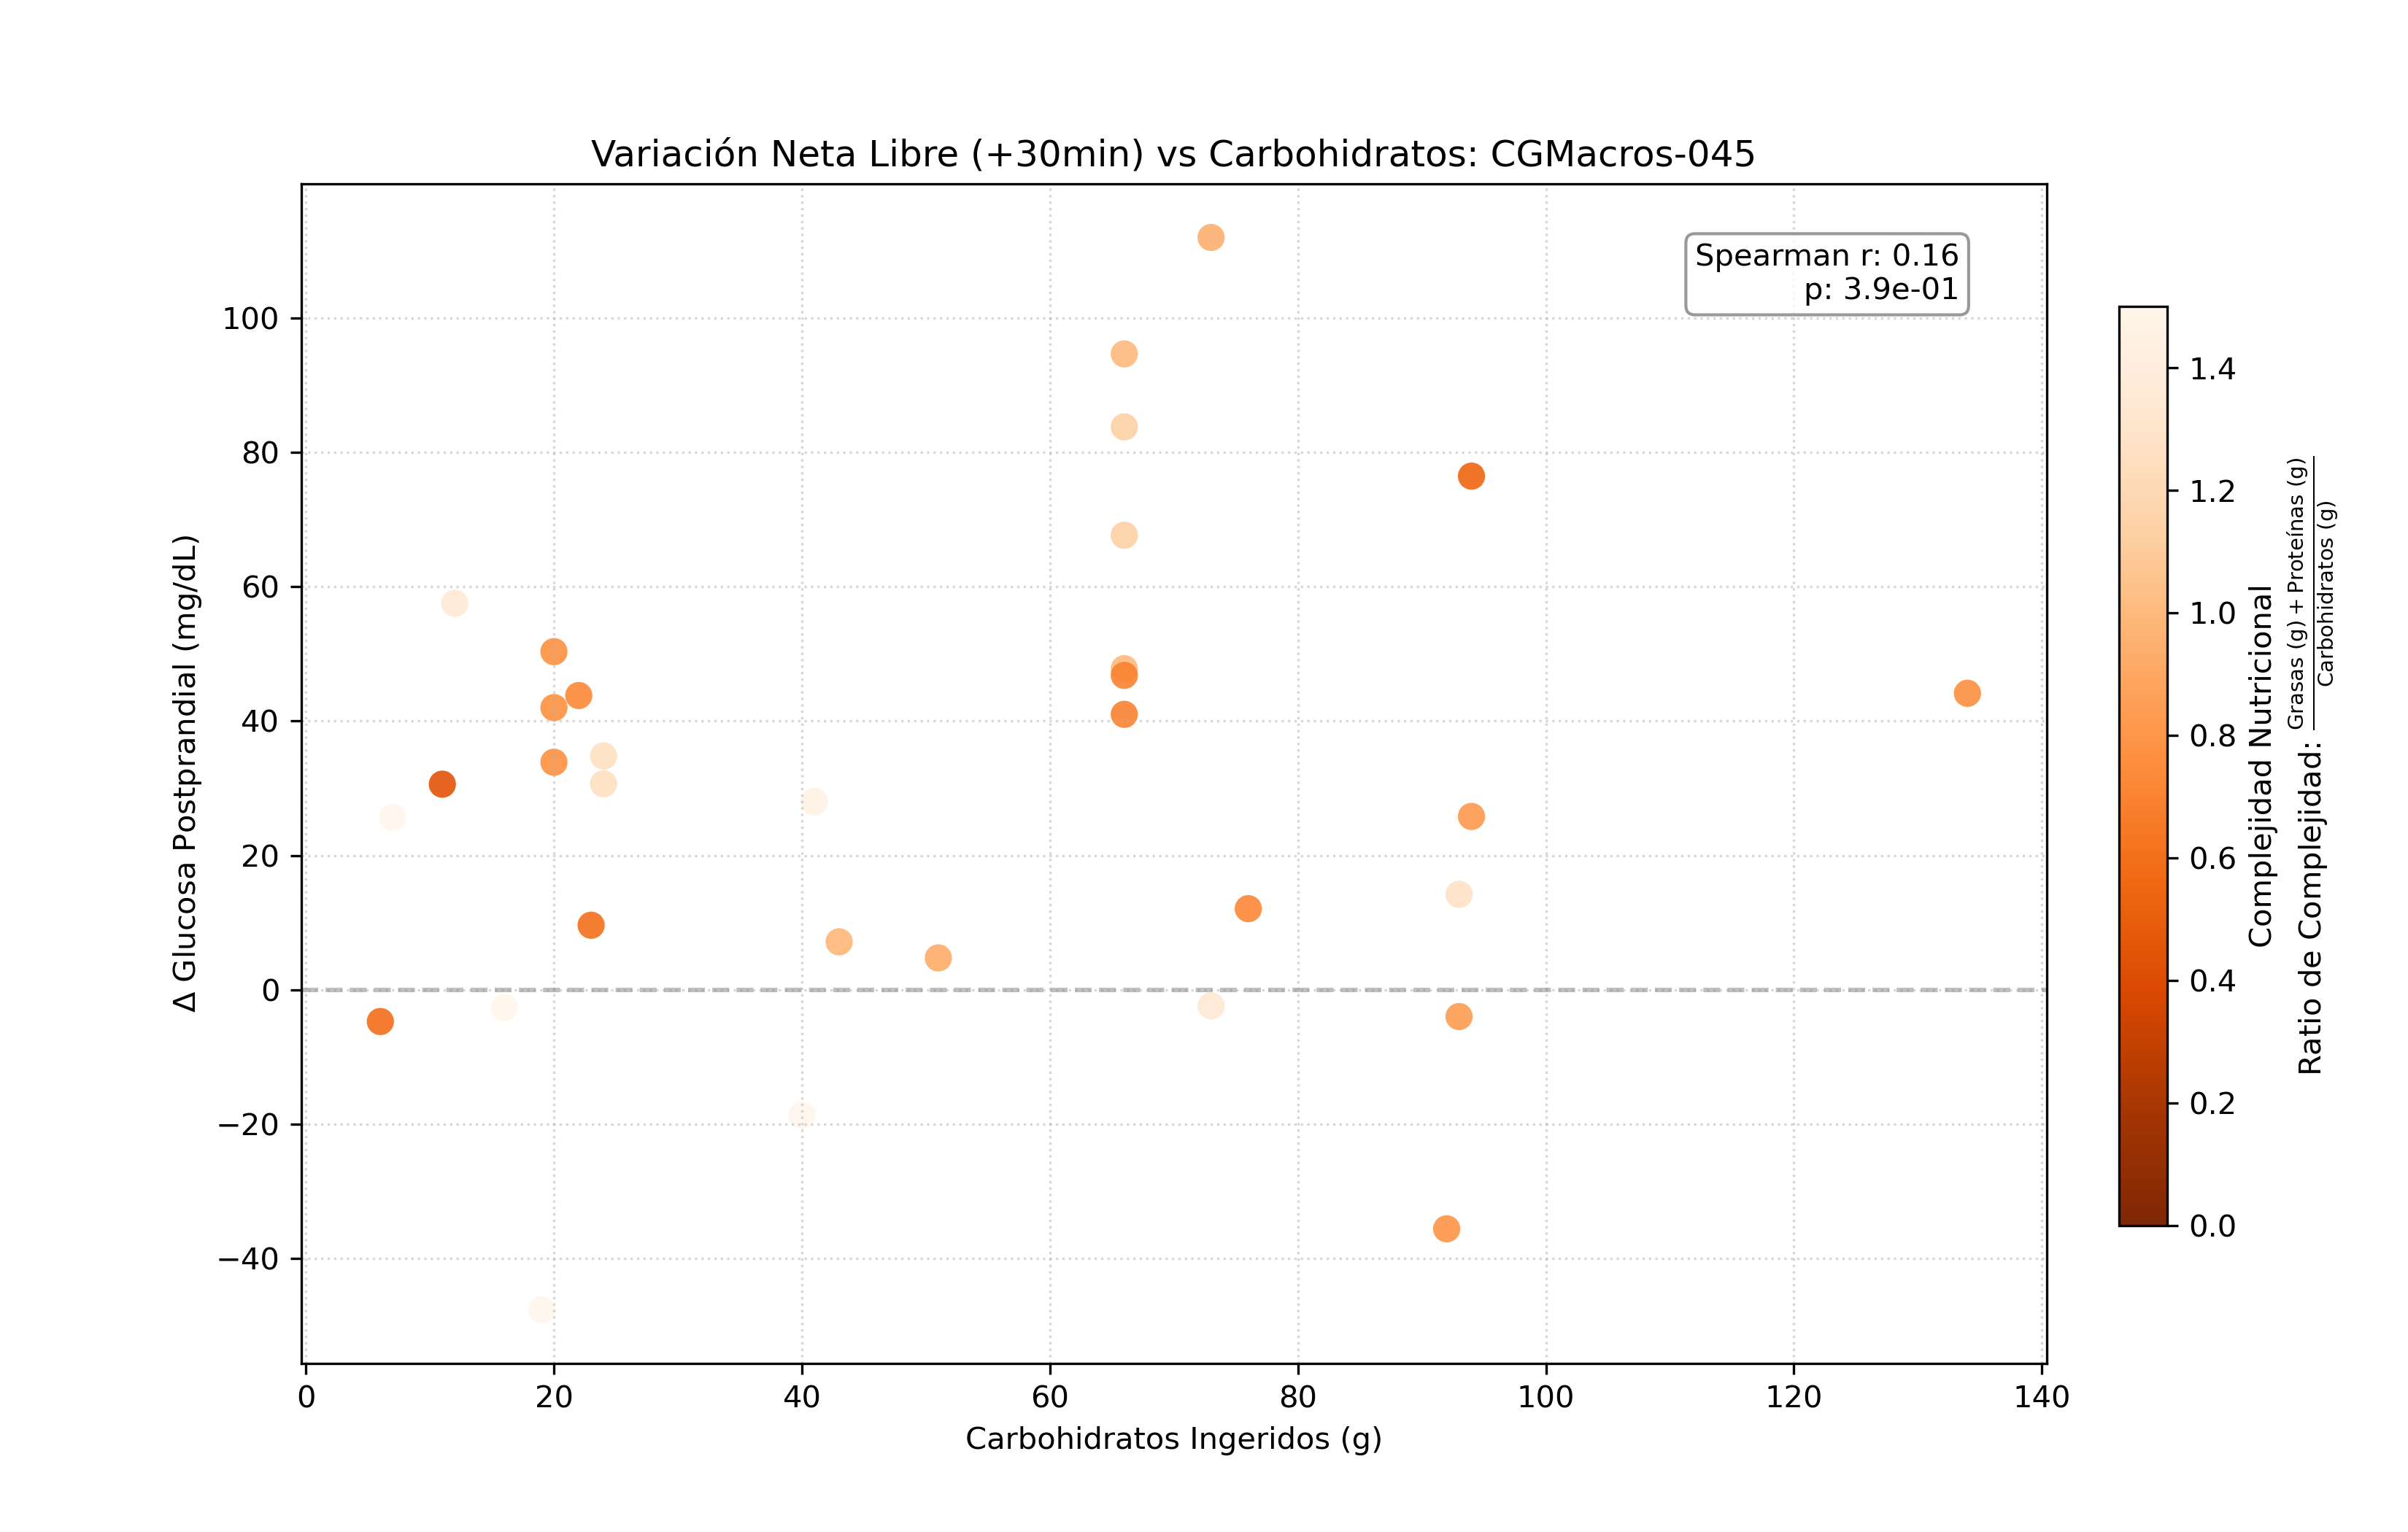 Variación Neta Libre (+30min) vs Carbohidratos: CGMacros-045
Spearman r: 0.16
p: 3.9e-01
Δ Glucosa Postprandial (mg/dL)
100
80
60
40
20
0
−20
−40
0
20
40
60
80
100
120
140
Carbohidratos Ingeridos (g)
1.4
1.2
1.0
0.8
0.6
0.4
0.2
0.0
Complejidad Nutricional
Ratio de Complejidad:
Grasas (g) + Proteínas (g)
Carbohidratos (g)